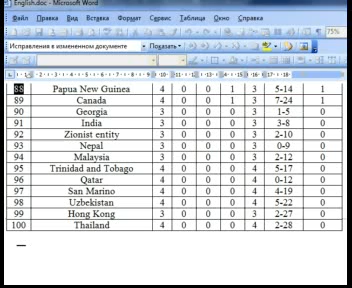 English.doc - Microsoft Word
Файл Правка Вид Вставка Формат Сервис Таблица Окно Справка
75%
Исправления в измененном документе Показать
88 Papua New Guinea 4 0 0 1 3 5-14 1
89 Canada 4 0 0 1 3 7-24 1
90 Georgia 3 0 0 0 3 1-5 0
91 India 3 0 0 0 3 3-8 0
92 Zionist entity 3 0 0 0 3 2-10 0
93 Nepal 3 0 0 0 3 0-9 0
94 Malaysia 3 0 0 0 3 2-12 0
95 Trinidad and Tobago 4 0 0 0 4 5-17 0
96 Qatar 4 0 0 0 4 0-12 0
97 San Marino 4 0 0 0 4 4-19 0
98 Uzbekistan 4 0 0 0 4 5-22 0
99 Hong Kong 3 0 0 0 3 2-27 0
100 Thailand 4 0 0 0 4 2-28 0